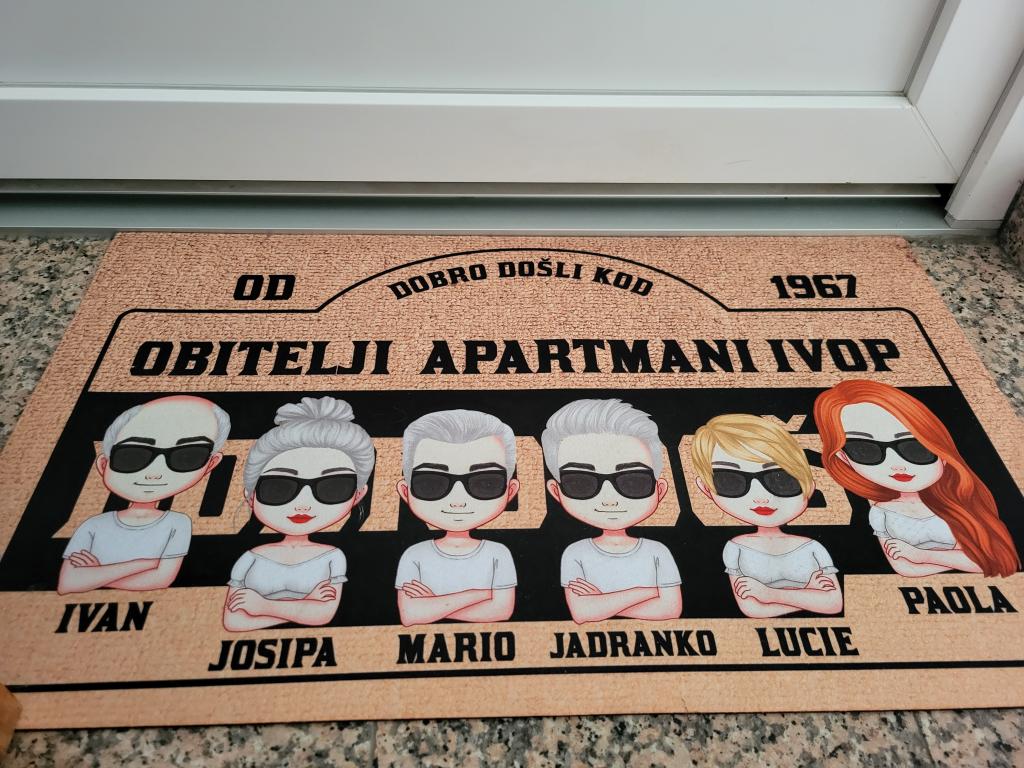 DOBRO DOŠLI KOD
OD 1967
OBITELJI APARTMANI IVOP
IVAN JOSIPA MARIO JADRANKO LUCIE PAOLA